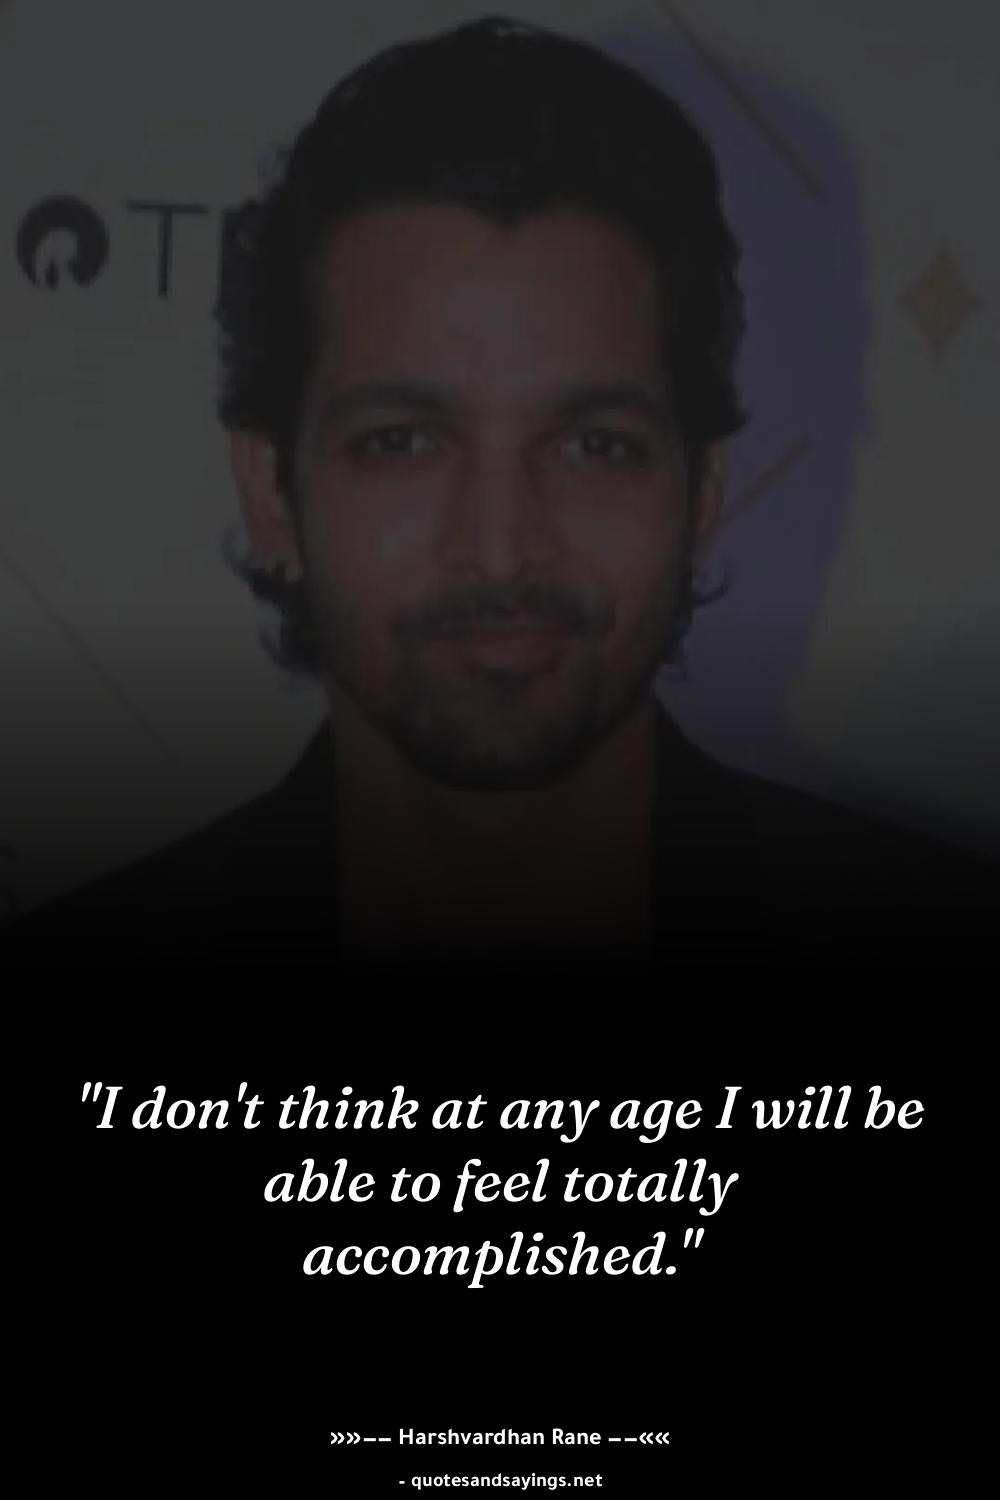 T
"I don't think at any age I will be
able to feel totally
accomplished."
»»–– Harshvardhan Rane ––««
- quotesandsayings.net